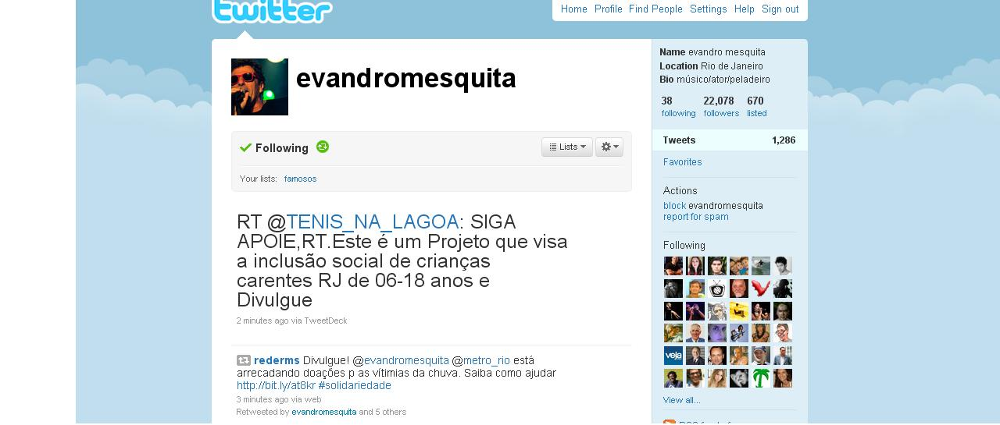 twitter
Home Profile Find People Settings Help Sign out
evandromesquita
Following
Lists
Your lists: famosos
RT @TENIS_NA_LAGOA: SIGA
APOIE,RT.Este é um Projeto que visa
a inclusão social de crianças
carentes RJ de 06-18 anos e
Divulgue
2 minutes ago via TweetDeck
rederms Divulgue! @evandromesquita @metro_rio está
arrecadando doações p as vítimias da chuva. Saiba como ajudar
http://bit.ly/at8kr #solidariedade
3 minutes ago via web
Retweeted by evandromesquita and 5 others
Name evandro mesquita
Location Rio de Janeiro
Bio músico/ator/peladeiro
38 22,078 670
following followers listed
Tweets 1,286
Favorites
Actions
block evandromesquita
report for spam
Following
veja
View all...